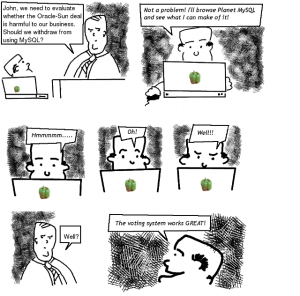 John, we need to evaluate
whether the Oracle-Sun deal
is harmful to our business.
Should we withdraw from
using MySQL?
Not a problem! I'll browse Planet MySQL
and see what I can make of it!
Hmmmmm.....
Oh!
Well!!!
Well?
The voting system works GREAT!